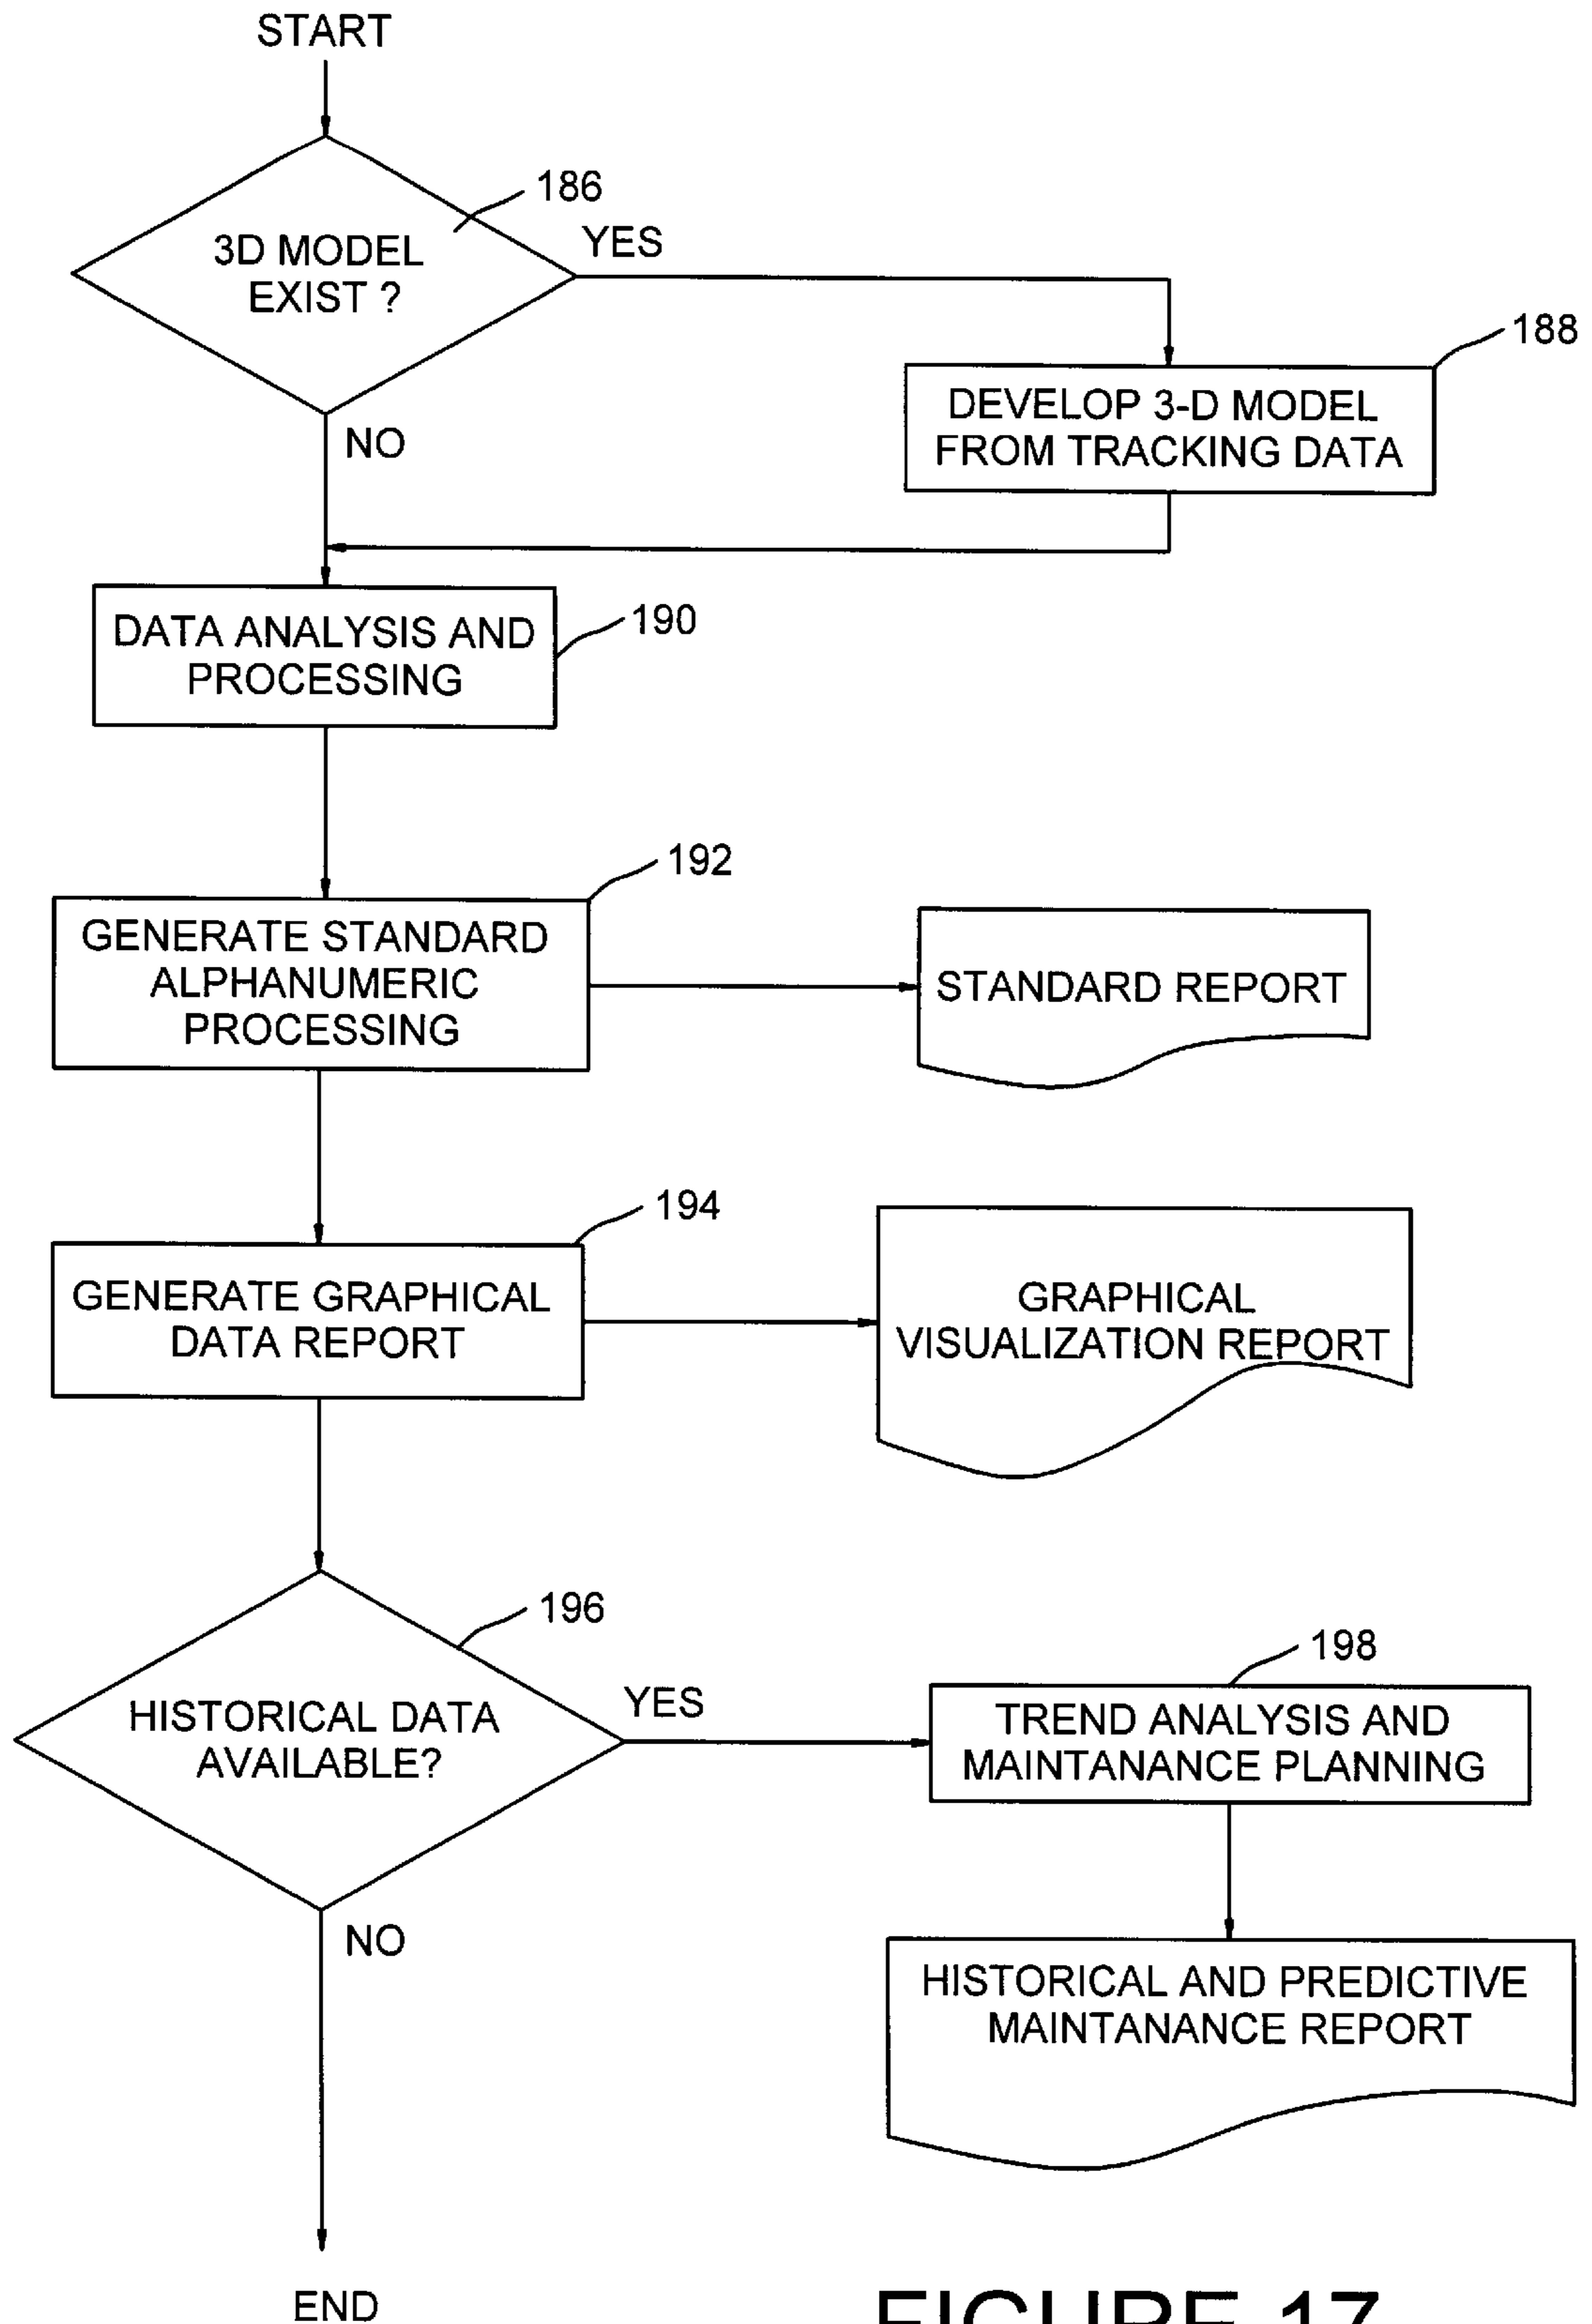 START
186
3D MODEL
EXIST ?
YES
NO
188
DEVELOP 3-D MODEL
FROM TRACKING DATA
190
DATA ANALYSIS AND
PROCESSING
192
GENERATE STANDARD
ALPHANUMERIC
PROCESSING
STANDARD REPORT
194
GENERATE GRAPHICAL
DATA REPORT
GRAPHICAL
VISUALIZATION REPORT
196
HISTORICAL DATA
AVAILABLE?
YES
NO
198
TREND ANALYSIS AND
MAINTANANCE PLANNING
HISTORICAL AND PREDICTIVE
MAINTANANCE REPORT
END
FIGURE 17